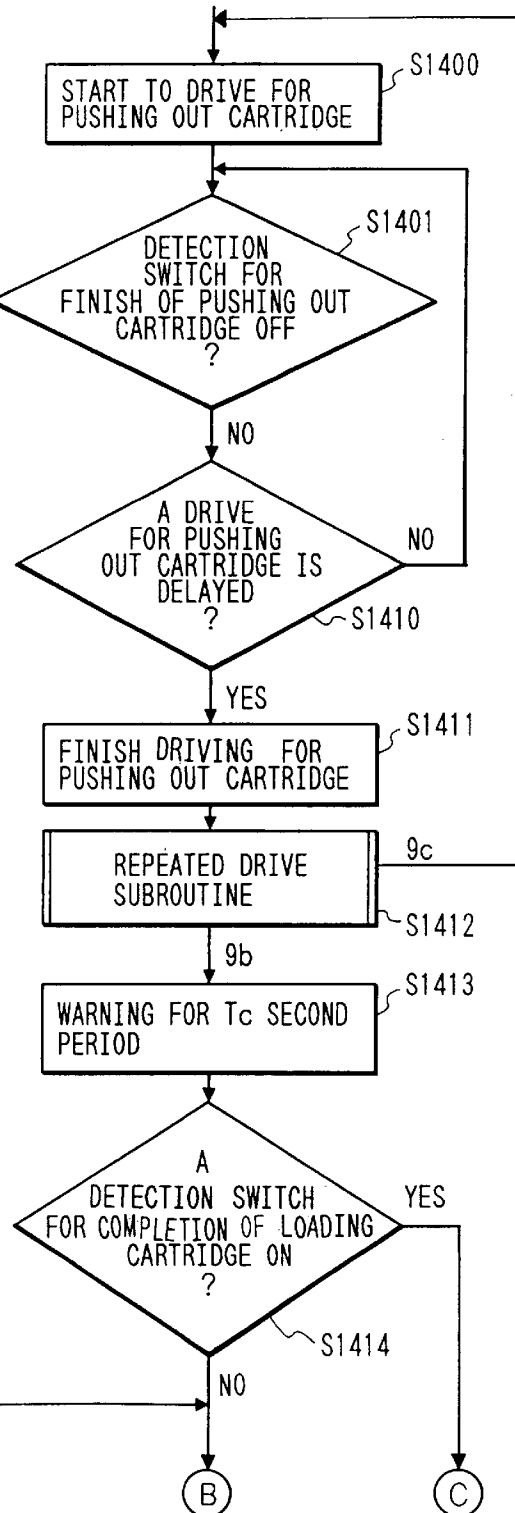 S1400
START TO DRIVE FOR
PUSHING OUT CARTRIDGE
S1401
DETECTION
SWITCH FOR
FINISH OF PUSHING OUT
CARTRIDGE OFF
?
NO
A DRIVE
FOR PUSHING
OUT CARTRIDGE IS
DELAYED
?
NO
S1410
YES
S1411
FINISH DRIVING FOR
PUSHING OUT CARTRIDGE
REPEATED DRIVE
SUBROUTINE
9c
S1412
9b
S1413
WARNING FOR Tc SECOND
PERIOD
A
DETECTION SWITCH
FOR COMPLETION OF LOADING
CARTRIDGE ON
?
YES
S1414
NO
B
C